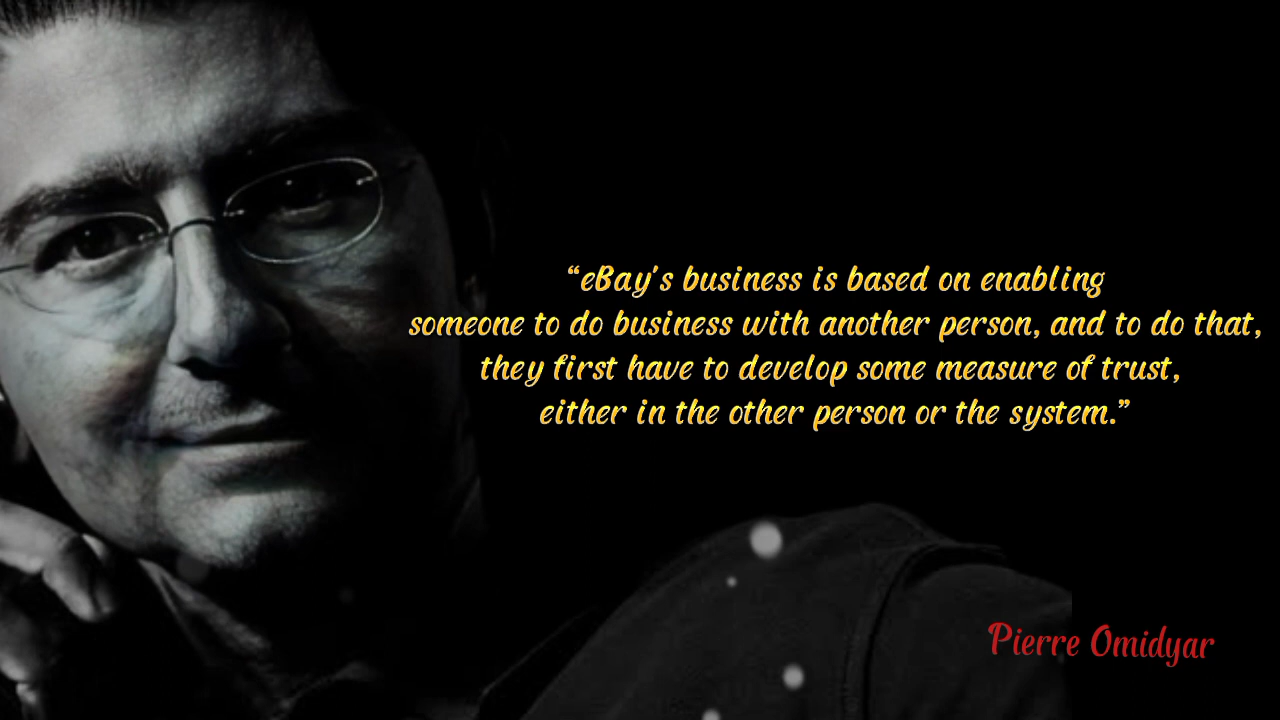 “eBay's business is based on enabling
someone to do business with another person, and to do that,
they first have to develop some measure of trust,
either in the other person or the system.”
Pierre Omidyar